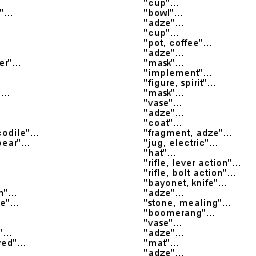 "cup"...
"... "bowl"...
"adze"...
"cup"...
"pot, coffee"...
"adze"...
er"... "mask"...
"implement"...
"figure, spirit"...
... "mask"...
"vase"...
"adze"...
"coat"...
codile"... "fragment, adze"...
pear"... "jug, electric"...
"hat"...
"rifle, lever action"...
"rifle, bolt action"...
"bayonet, knife"...
n"... "adze"...
e"... "stone, mealing"...
"boomerang"...
"vase"...
"... "adze"...
red"... "mat"...
"adze"...